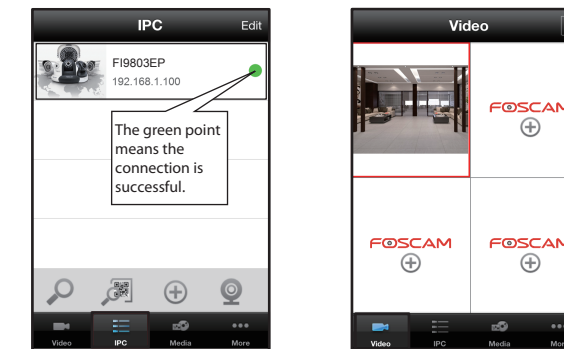 IPC
Edit
FI9803EP
192.168.1.100
The green point
means the
connection is
successful.
Video
IPC
Media
More
Video
FOSCAM
FOSCAM
FOSCAM
Video
IPC
Media